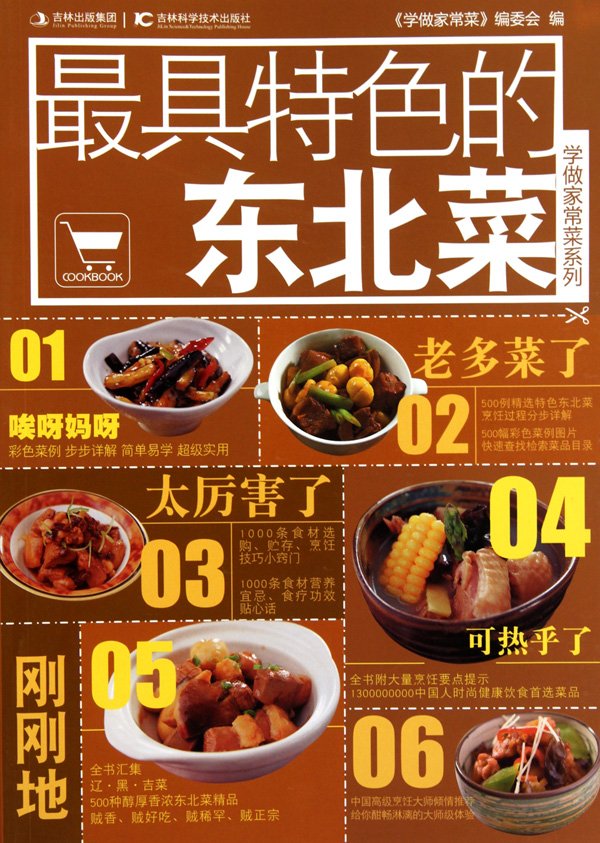 吉林出版集团
Jilin Publishing Group
吉林科学技术出版社
Jilin Science&Technology Publishing House
《学做家常菜》编委会 编
最具特色的
东北菜
学做家常菜系列
COOKBOOK
01
唉呀妈呀
彩色菜例 步步详解 简单易学 超级实用
老多菜了
02
500例精选特色东北菜
烹饪过程分步详解
500幅彩色菜例图片
快速查找检索菜品目录
太厉害了
03
1000条食材选
购、贮存、烹饪
技巧小窍门
1000条食材营养
宜忌、食疗功效
贴心话
04
可热乎了
全书附大量烹饪要点提示
1300000000中国人时尚健康饮食首选菜品
刚刚地
05
全书汇集
辽·黑·吉菜
500种醇厚香浓东北菜精品
贼香、贼好吃、贼稀罕、贼正宗
06
中国高级烹饪大师倾情推荐
给你酣畅淋漓的大师级体验